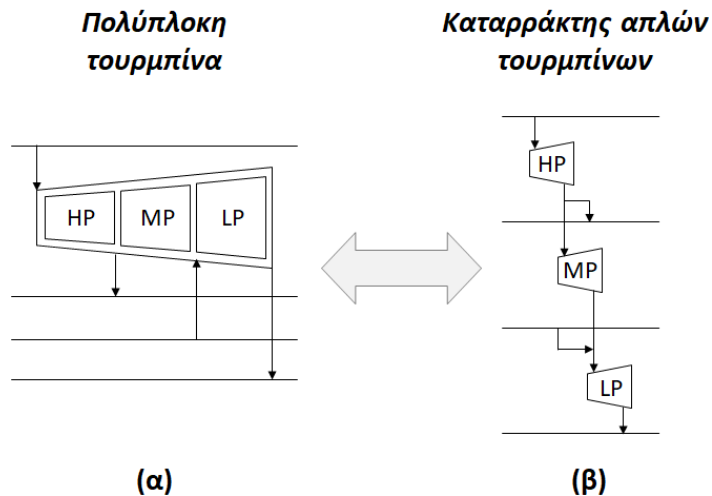 Πολύπλοκη
τουρμπίνα
Καταρράκτης απλών
τουρμπίνων
HP
MP
LP
HP
MP
LP
(α)
(β)